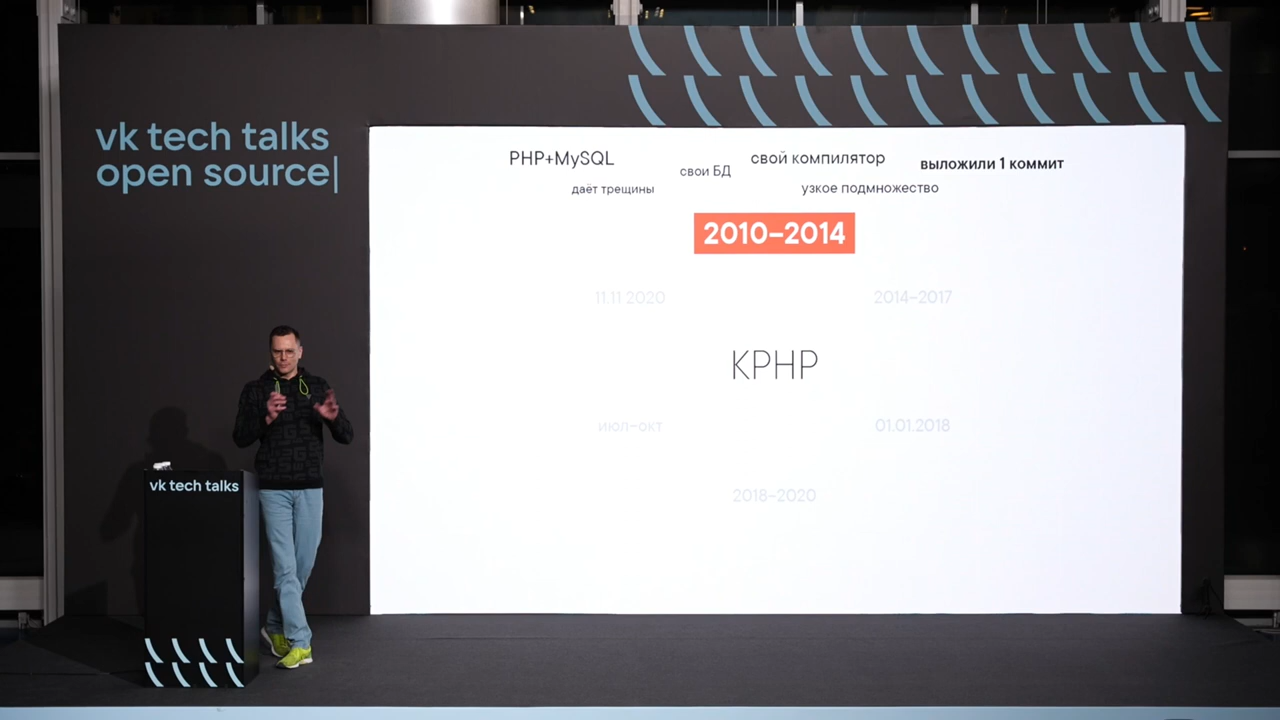 vk tech talks
open source|
PHP+MySQL
свои БД
свой компилятор
выложили 1 коммит
даёт трещины
узкое подмножество
2010–2014
11.11 2020
2014–2017
KPHP
июл–окт
01.01.2018
2018–2020
vk tech talks